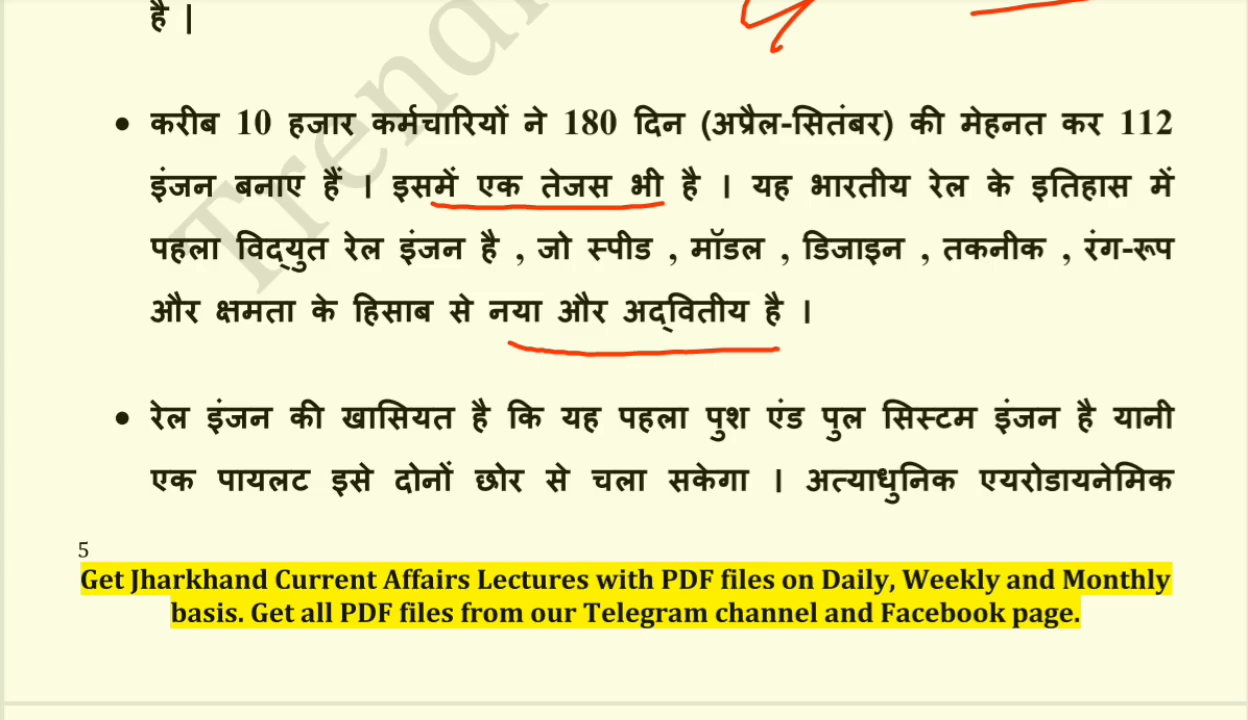 है ।
Trend
• करीब 10 हजार कर्मचारियों ने 180 दिन (अप्रैल-सितंबर) की मेहनत कर 112
इंजन बनाए हैं । इसमें एक तेजस भी है । यह भारतीय रेल के इतिहास में
पहला विद्युत रेल इंजन है , जो स्पीड , मॉडल , डिजाइन , तकनीक , रंग-रूप
और क्षमता के हिसाब से नया और अद्वितीय है ।
• रेल इंजन की खासियत है कि यह पहला पुश एंड पुल सिस्टम इंजन है यानी
एक पायलट इसे दोनों छोर से चला सकेगा । अत्याधुनिक एयरोडायनेमिक
5
Get Jharkhand Current Affairs Lectures with PDF files on Daily, Weekly and Monthly
basis. Get all PDF files from our Telegram channel and Facebook page.